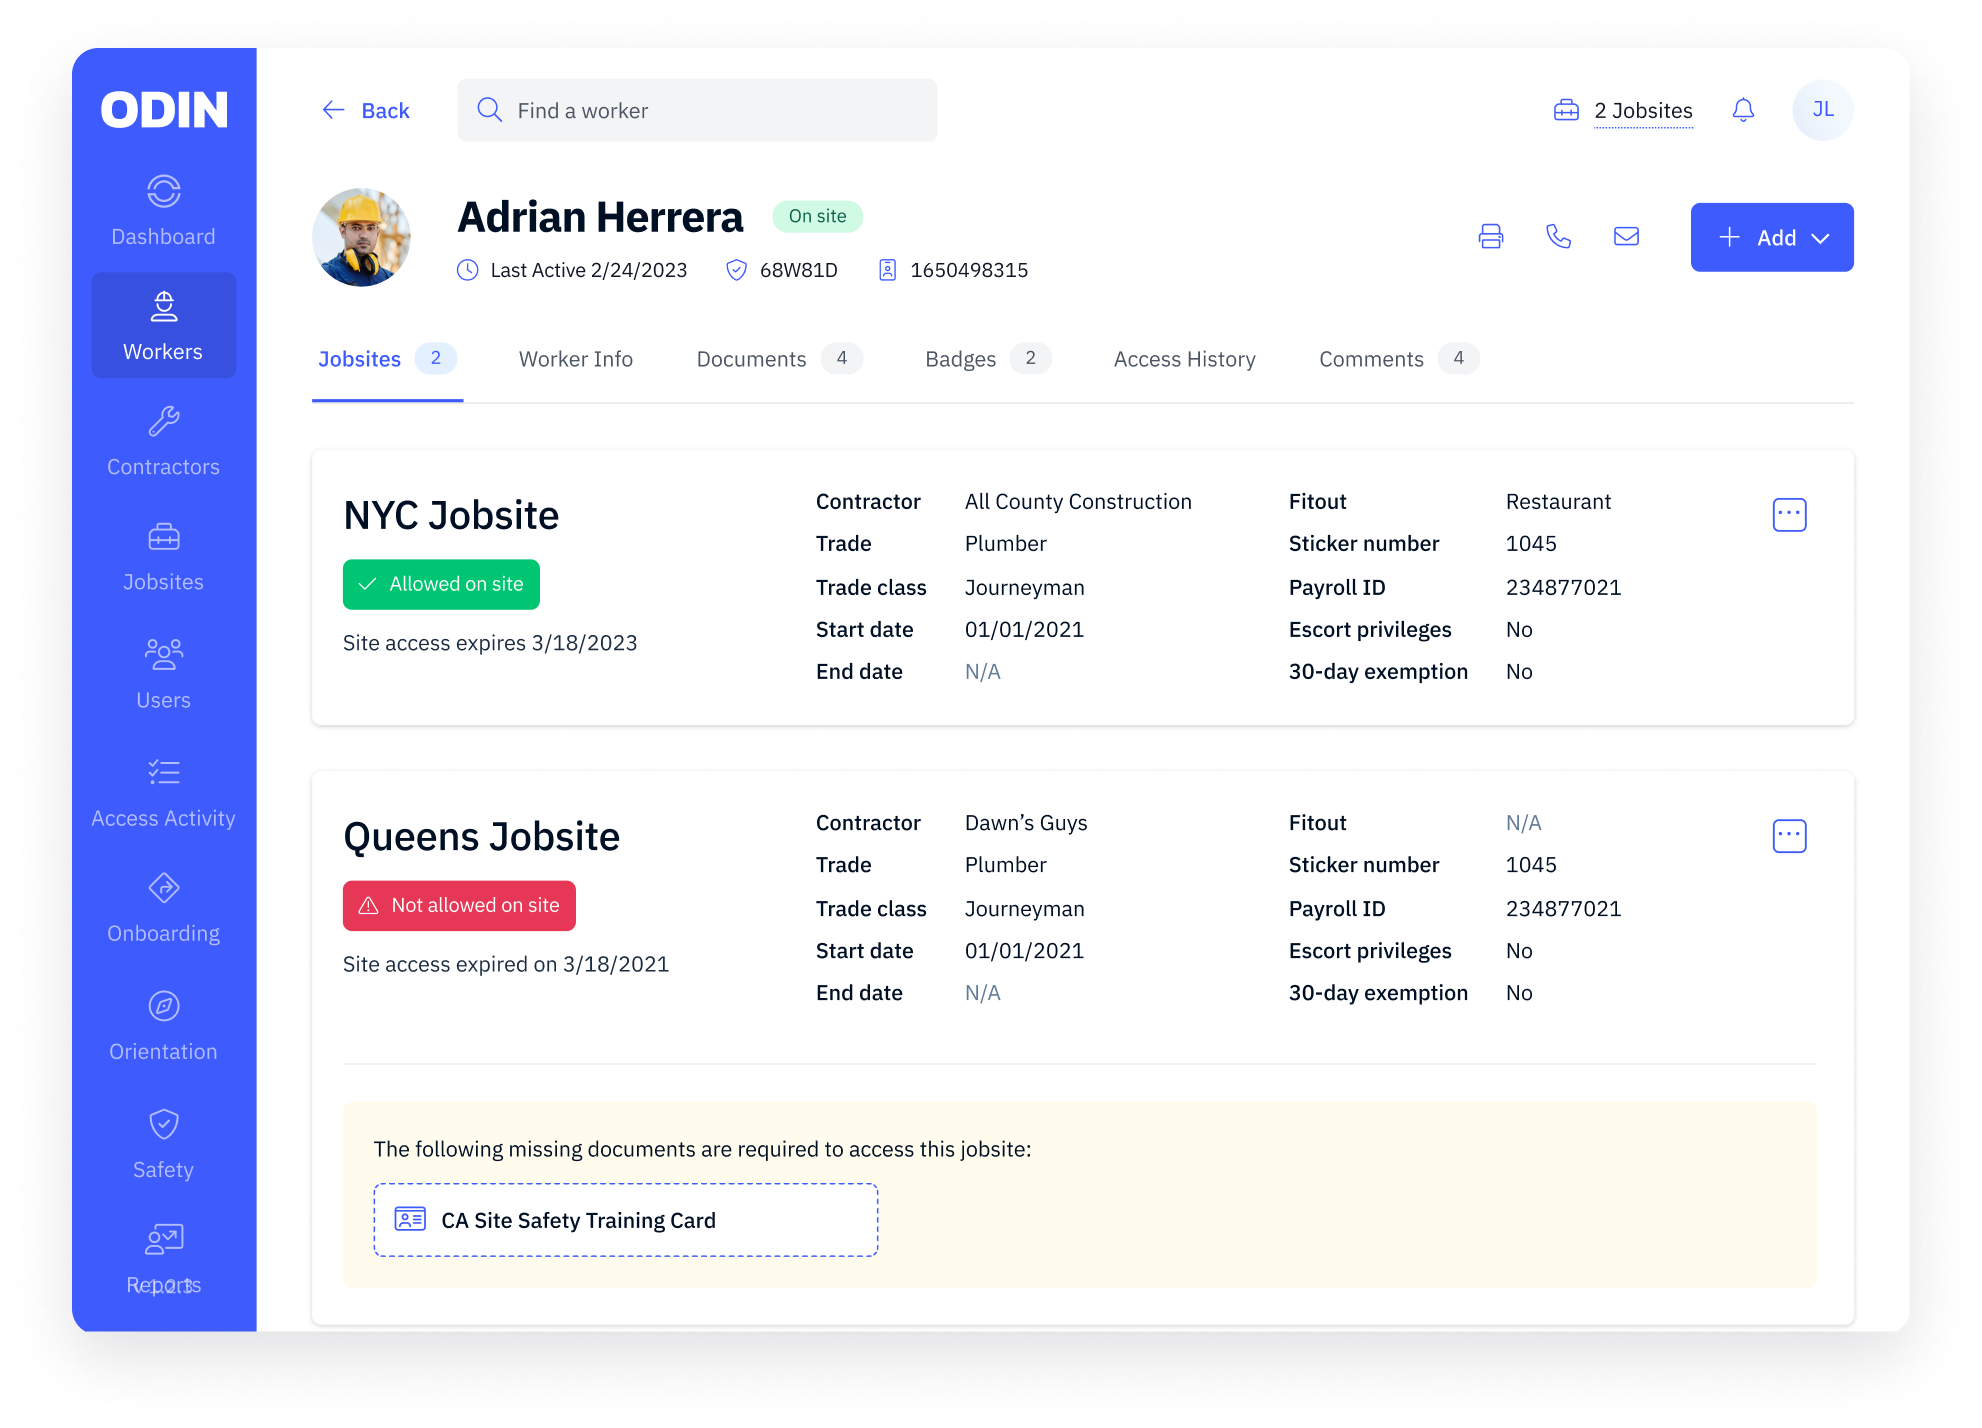 ODIN
Dashboard
Workers
Contractors
Jobsites
Users
Access Activity
Onboarding
Orientation
Safety
Reports
v 1.2.3
Back
Find a worker
2 Jobsites
JL
Adrian Herrera
On site
Last Active 2/24/2023
68W81D
1650498315
Add
Jobsites 2
Worker Info
Documents 4
Badges 2
Access History
Comments 4
NYC Jobsite
Allowed on site
Site access expires 3/18/2023
Contractor All County Construction
Trade Plumber
Trade class Journeyman
Start date 01/01/2021
End date N/A
Fitout Restaurant
Sticker number 1045
Payroll ID 234877021
Escort privileges No
30-day exemption No
Queens Jobsite
Not allowed on site
Site access expired on 3/18/2021
Contractor Dawn’s Guys
Trade Plumber
Trade class Journeyman
Start date 01/01/2021
End date N/A
Fitout N/A
Sticker number 1045
Payroll ID 234877021
Escort privileges No
30-day exemption No
The following missing documents are required to access this jobsite:
CA Site Safety Training Card